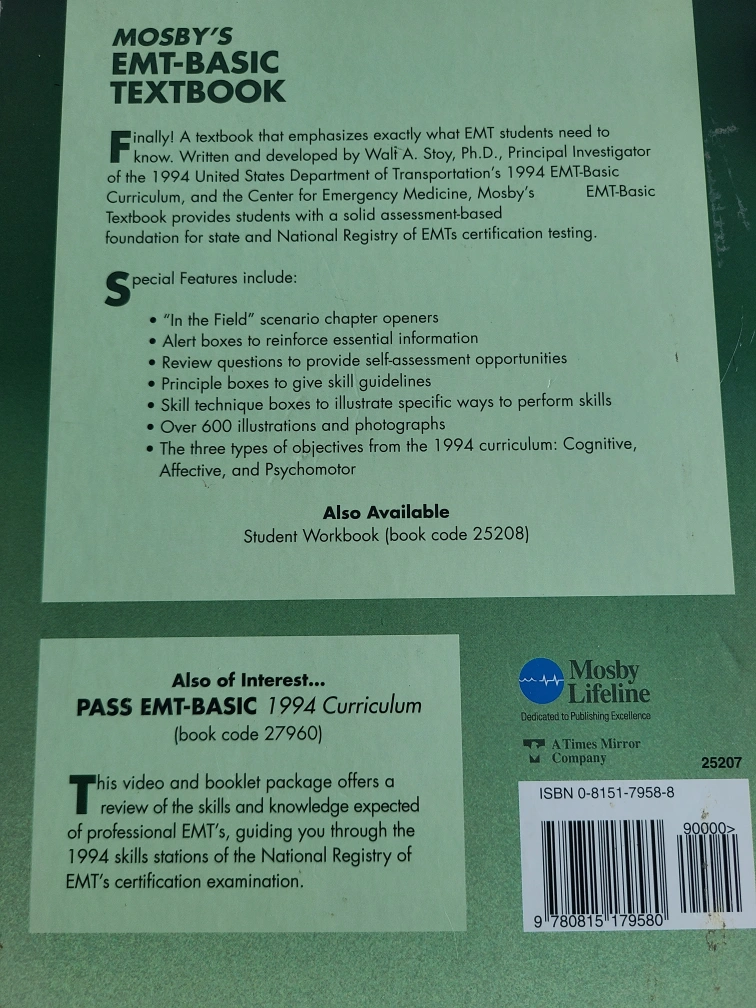 MOSBY'S
EMT-BASIC
TEXTBOOK
Finally! A textbook that emphasizes exactly what EMT students need to
know. Written and developed by Walt A. Stoy, Ph.D., Principal Investigator
of the 1994 United States Department of Transportation's 1994 EMT-Basic
Curriculum, and the Center for Emergency Medicine, Mosby's EMT-Basic
Textbook provides students with a solid assessment-based
foundation for state and National Registry of EMTs certification testing.
Special Features include:
• "In the Field" scenario chapter openers
• Alert boxes to reinforce essential information
• Review questions to provide self-assessment opportunities
• Principle boxes to give skill guidelines
• Skill technique boxes to illustrate specific ways to perform skills
• Over 600 illustrations and photographs
• The three types of objectives from the 1994 curriculum: Cognitive,
Affective, and Psychomotor
Also Available
Student Workbook (book code 25208)
Also of Interest...
PASS EMT-BASIC 1994 Curriculum
(book code 27960)
This video and booklet package offers a
review of the skills and knowledge expected
of professional EMT's, guiding you through the
1994 skills stations of the National Registry of
EMT's certification examination.
Mosby
Lifeline
Dedicated to Publishing Excellence
A Times Mirror
Company
25207
ISBN 0-8151-7958-8
90000>
9 780815 179580